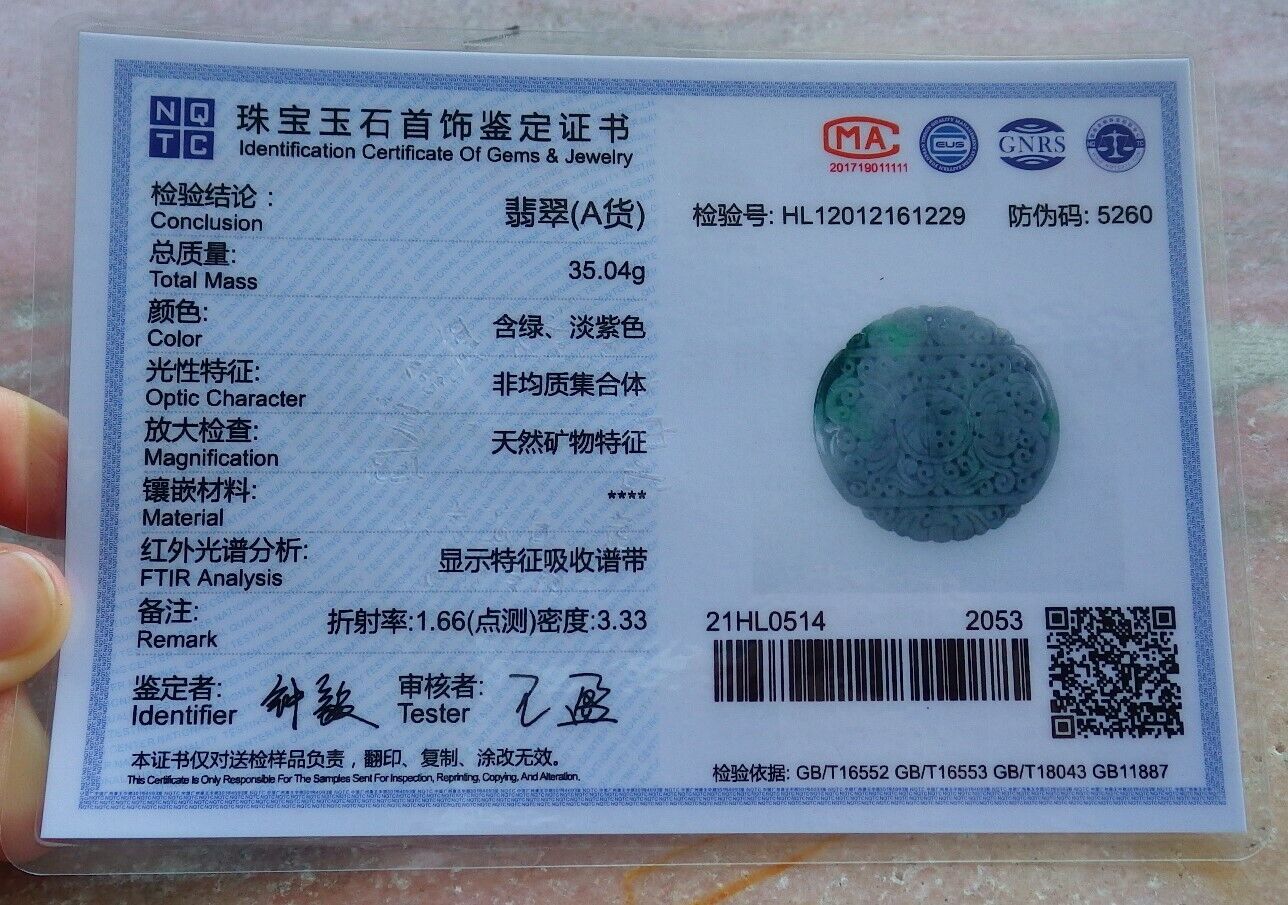 NQ
TC
珠宝玉石首饰鉴定证书
Identification Certificate Of Gems & Jewelry
检验结论：
Conclusion
翡翠(A货)
总质量:
Total Mass
35.04g
颜色:
Color
含绿、淡紫色
光性特征:
Optic Character
非均质集合体
放大检查:
Magnification
天然矿物特征
镶嵌材料:
Material
****
红外光谱分析:
FTIR Analysis
显示特征吸收谱带
备注:
Remark
折射率:1.66(点测)密度:3.33
鉴定者:
Identifier
审核者:
Tester
本证书仅对送检样品负责，翻印、复制、涂改无效。
This Certificate Is Only Responsible For The Samples Sent For Inspection, Reprinting, Copying, And Alteration.
MA
201719011111
EUS
GNRS
检验号: HL12012161229
防伪码: 5260
21HL0514
2053
检验依据: GB/T16552 GB/T16553 GB/T18043 GB11887